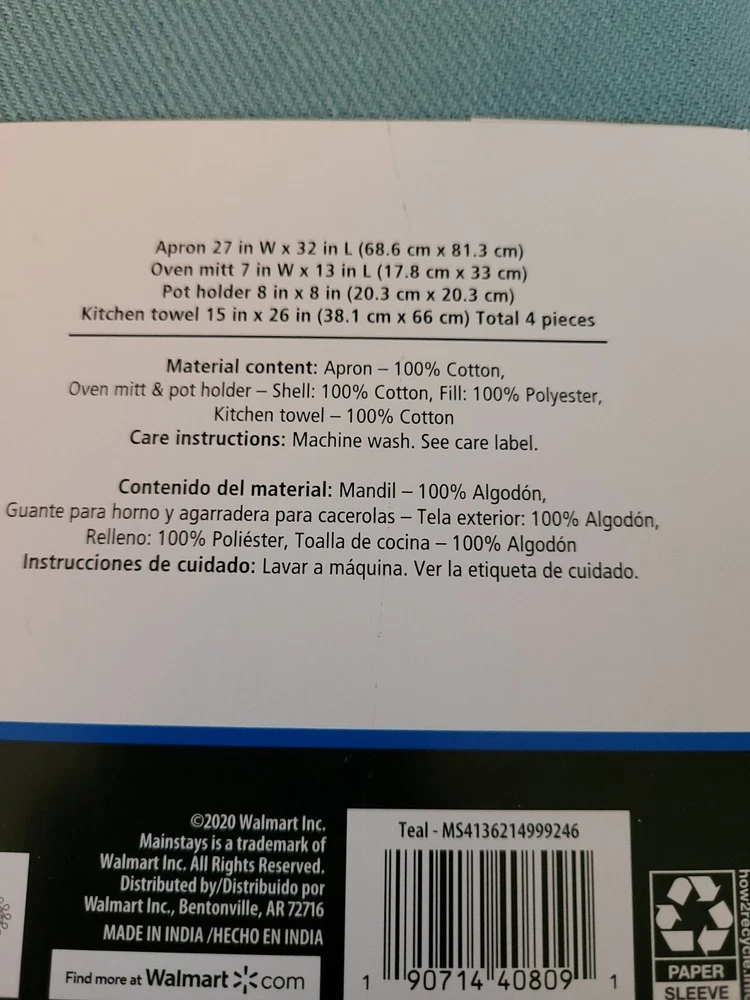 Apron 27 in W x 32 in L (68.6 cm x 81.3 cm)
Oven mitt 7 in W x 13 in L (17.8 cm x 33 cm)
Pot holder 8 in x 8 in (20.3 cm x 20.3 cm)
Kitchen towel 15 in x 26 in (38.1 cm x 66 cm) Total 4 pieces
Material content: Apron – 100% Cotton,
Oven mitt & pot holder – Shell: 100% Cotton, Fill: 100% Polyester,
Kitchen towel – 100% Cotton
Care instructions: Machine wash. See care label.
Contenido del material: Mandil – 100% Algodón,
Guante para horno y agarradera para cacerolas – Tela exterior: 100% Algodón,
Relleno: 100% Poliéster, Toalla de cocina – 100% Algodón
Instrucciones de cuidado: Lavar a máquina. Ver la etiqueta de cuidado.
©2020 Walmart Inc.
Mainstays is a trademark of
Walmart Inc. All Rights Reserved.
Distributed by/Distribuido por
Walmart Inc., Bentonville, AR 72716
MADE IN INDIA /HECHO EN INDIA
Find more at Walmart com
Teal - MS4136214999246
1 90714 40809 1
how2recycle.in
PAPER
SLEEVE